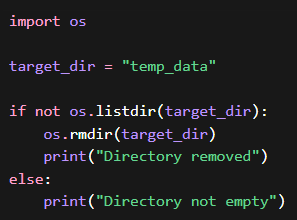 import os
target_dir = "temp_data"
if not os.listdir(target_dir):
    os.rmdir(target_dir)
    print("Directory removed")
else:
    print("Directory not empty")